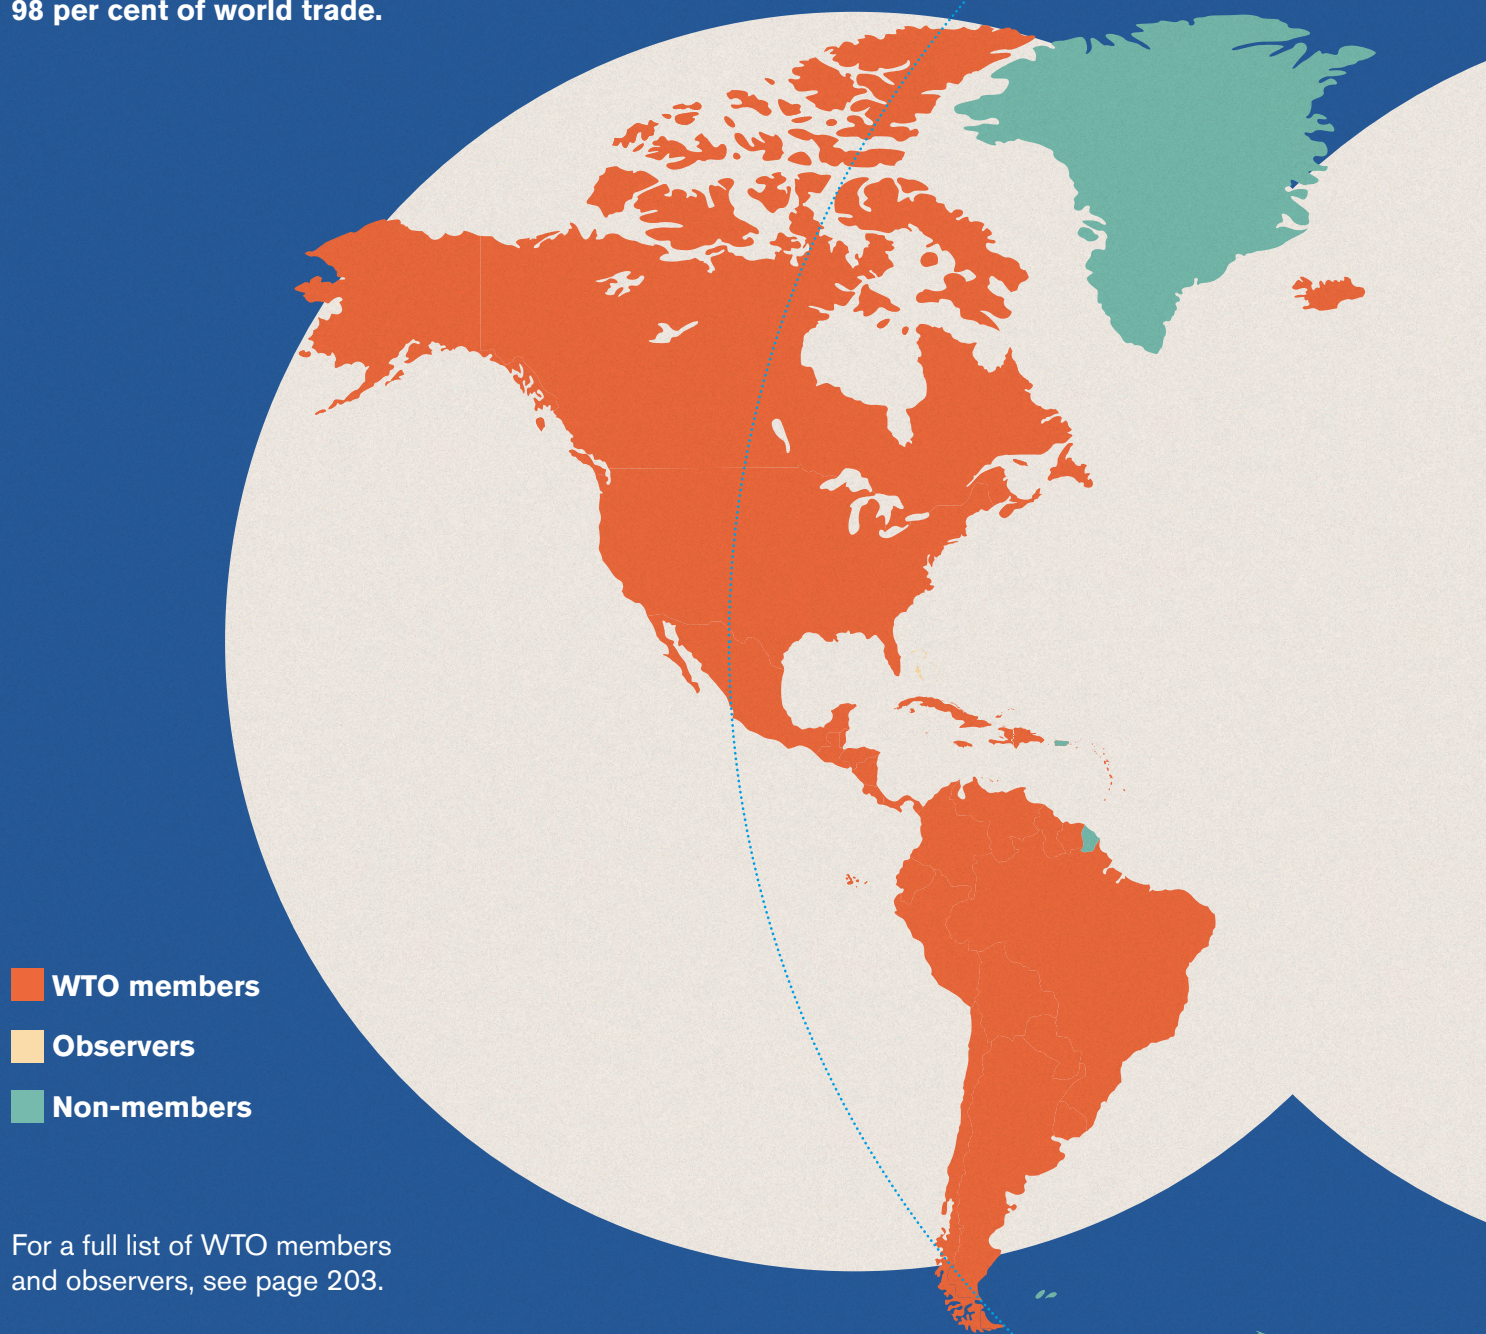 98 per cent of world trade.
WTO members
Observers
Non-members
For a full list of WTO members
and observers, see page 203.